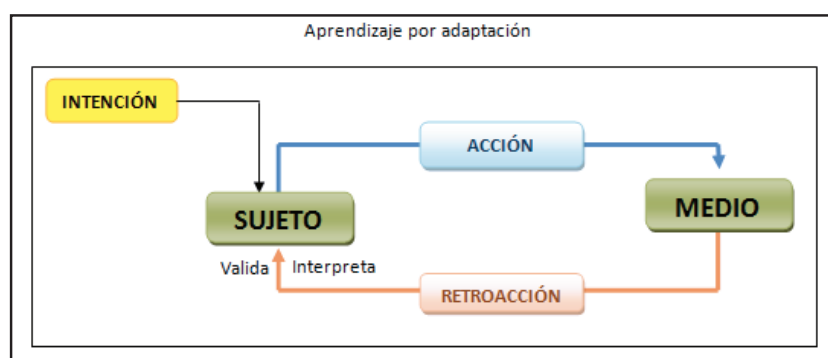 Aprendizaje por adaptación
INTENCIÓN
ACCIÓN
SUJETO
MEDIO
Valida Interpreta
RETROACCIÓN